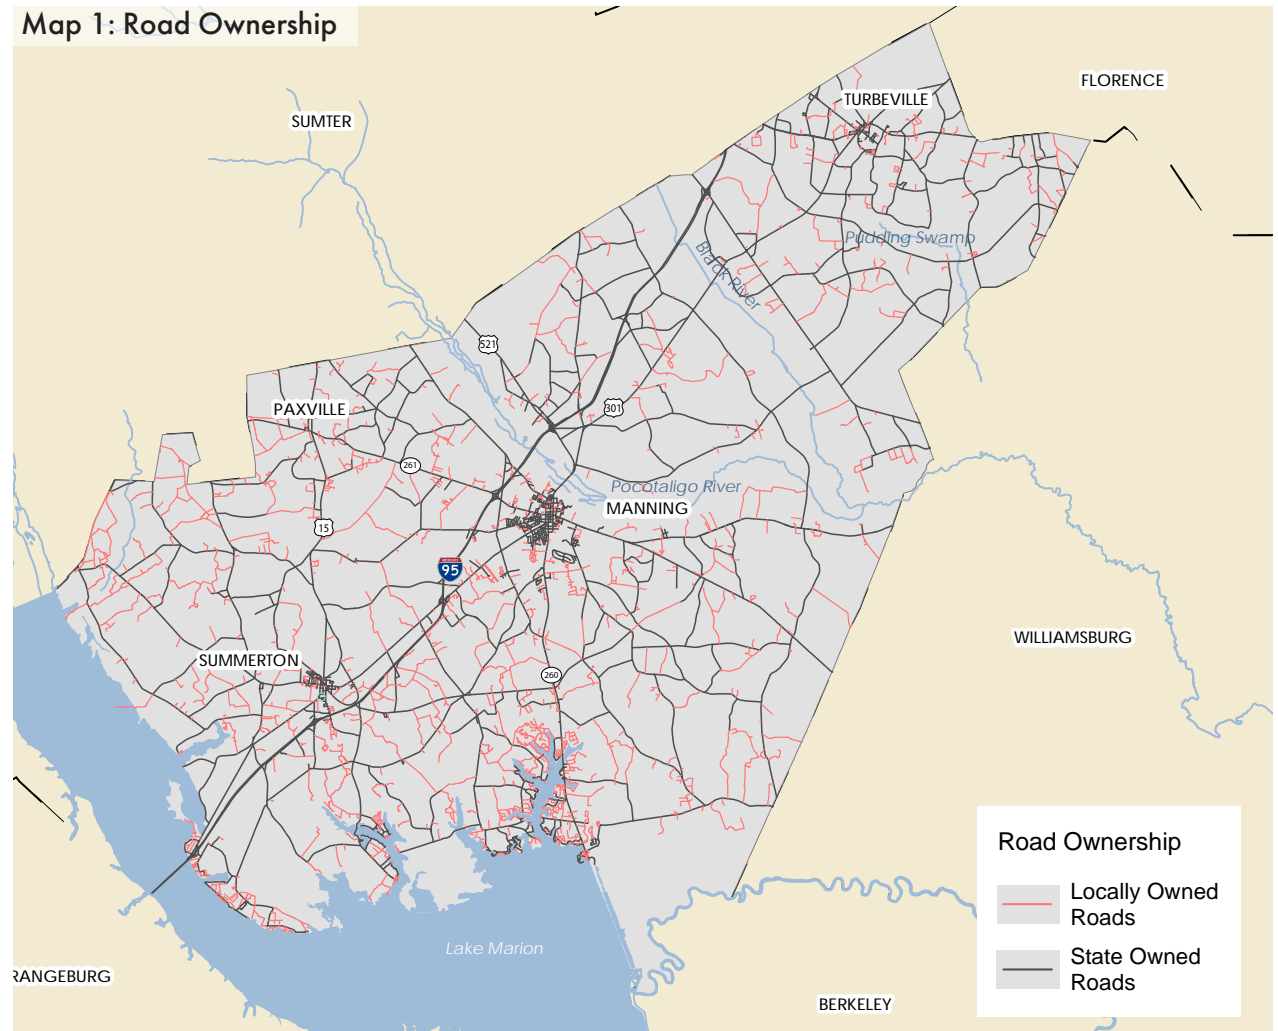 Map 1: Road Ownership
FLORENCE
TURBEVILLE
SUMTER
Pudding Swamp
Black River
521
301
PAXVILLE
261
Pocotaligo River
MANNING
15
95
WILLIAMSBURG
SUMMERTON
260
Road Ownership
Locally Owned
Roads
State Owned
Roads
Lake Marion
RANGEBURG
BERKELEY